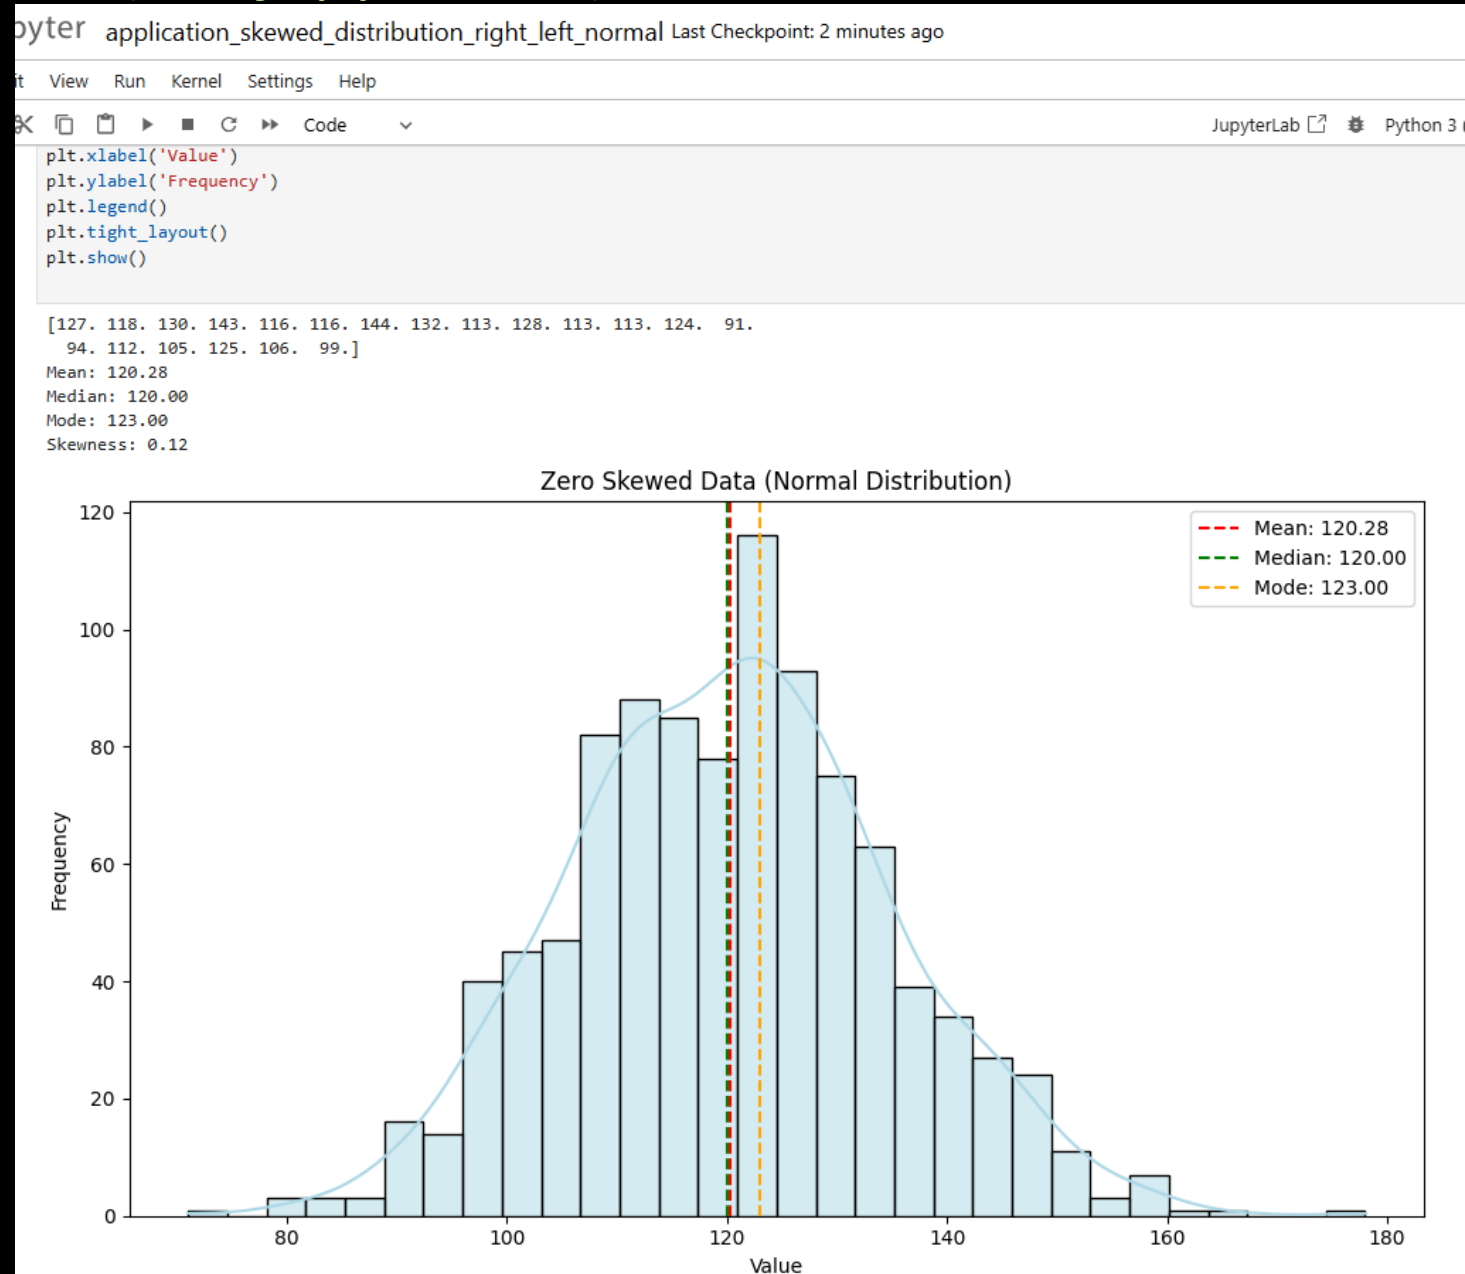 pyter application_skewed_distribution_right_left_normal Last Checkpoint: 2 minutes ago
it View Run Kernel Settings Help
Code JupyterLab Python 3 (
plt.xlabel('Value')
plt.ylabel('Frequency')
plt.legend()
plt.tight_layout()
plt.show()
[127. 118. 130. 143. 116. 116. 144. 132. 113. 128. 113. 113. 124.  91.
  94. 112. 105. 125. 106.  99.]
Mean: 120.28
Median: 120.00
Mode: 123.00
Skewness: 0.12
Zero Skewed Data (Normal Distribution)
Mean: 120.28
Median: 120.00
Mode: 123.00
120
100
80
60
40
20
0
Frequency
80 100 120 140 160 180
Value